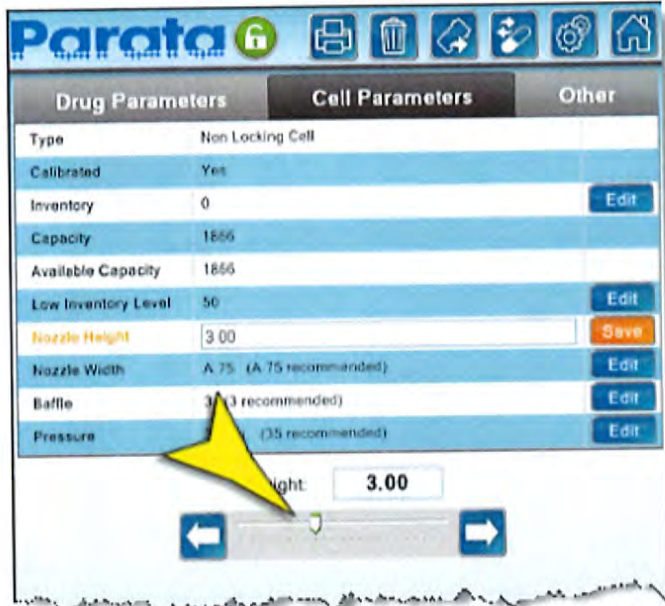 Parata
Drug Parameters Cell Parameters Other
Type Non Locking Cell
Calibrated Yes
Inventory 0 Edit
Capacity 1866
Available Capacity 1866
Low Inventory Level 50 Edit
Nozzle Height 3.00 Save
Nozzle Width A 75 (A 75 recommended) Edit
Baffle (3 recommended) Edit
Pressure (35 recommended) Edit
3.00